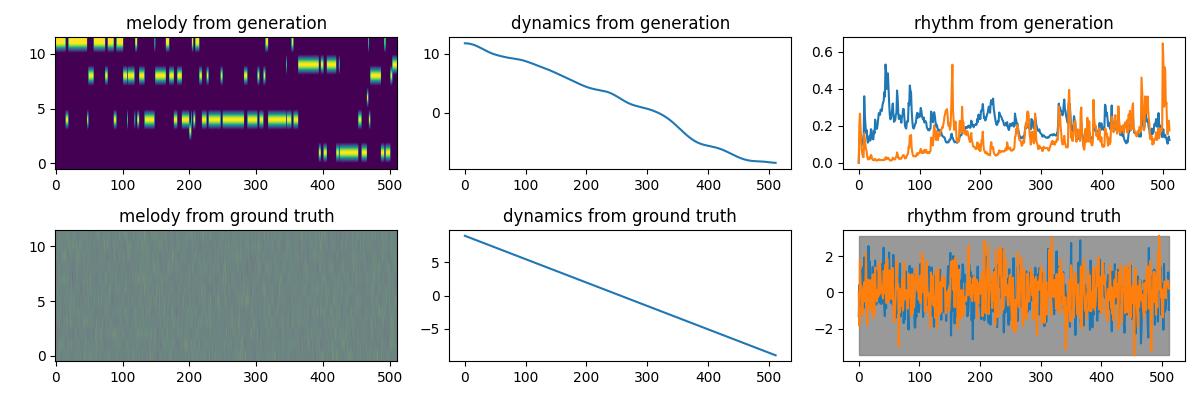 melody from generation
dynamics from generation
rhythm from generation
10
5
0
0 100 200 300 400 500
10
0
0 100 200 300 400 500
0.6
0.4
0.2
0.0
0 100 200 300 400 500
melody from ground truth
dynamics from ground truth
rhythm from ground truth
10
5
0
0 100 200 300 400 500
5
0
−5
0 100 200 300 400 500
2
0
−2
0 100 200 300 400 500